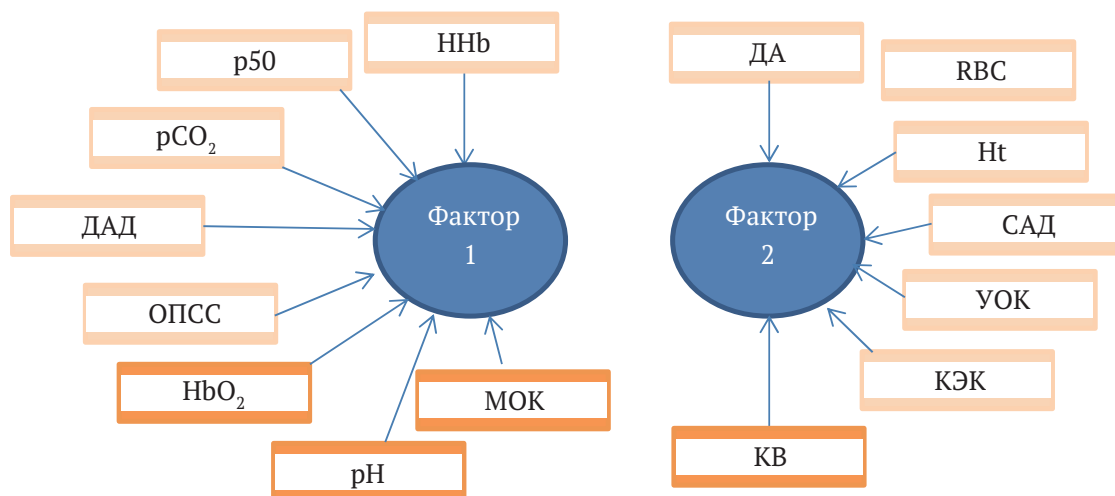 HHb
p50
pCO₂
ДАД
ОПСС
HbO₂
pH
МОК
Фактор
1
ДА
RBC
Ht
САД
УОК
КЭК
КВ
Фактор
2